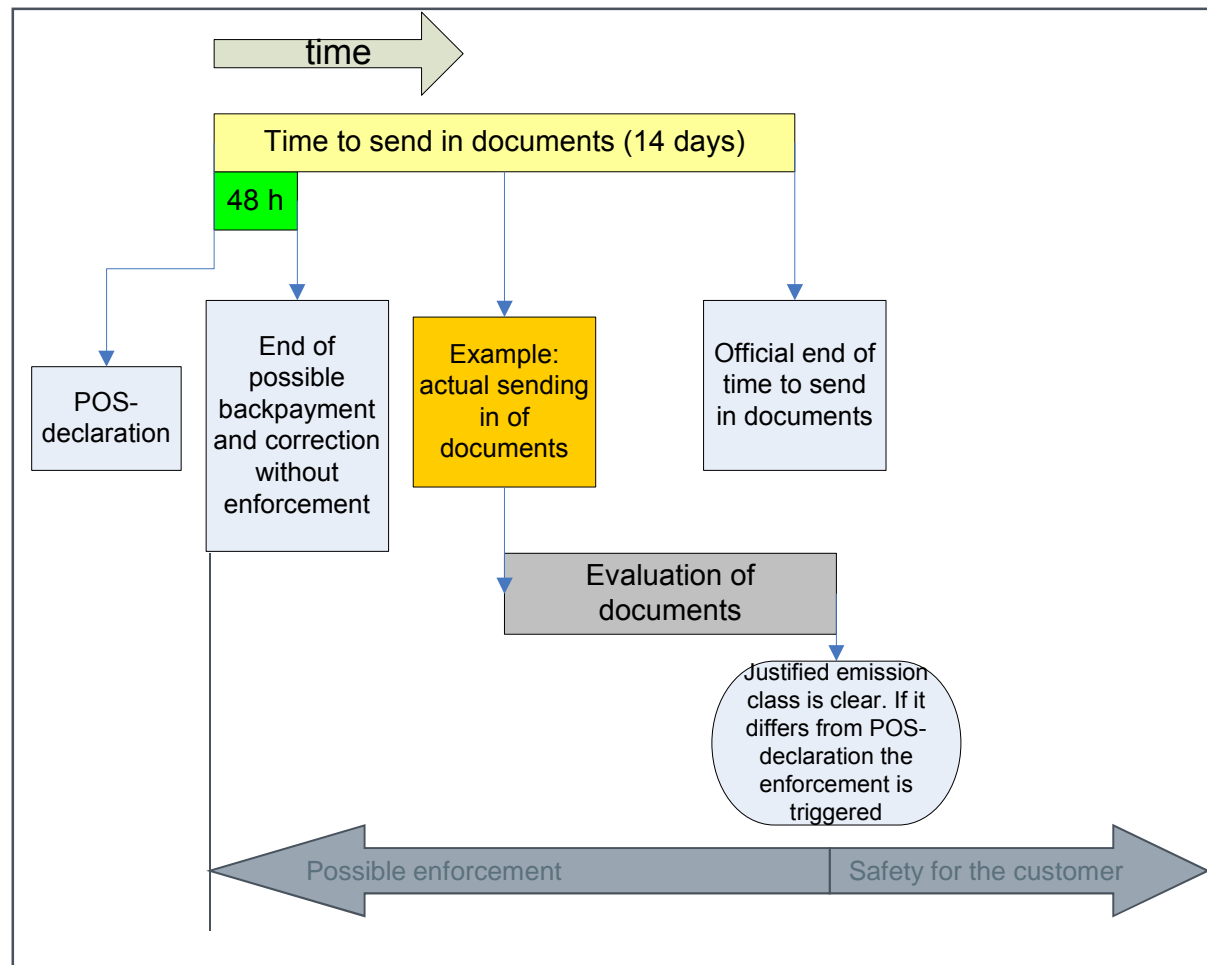 time
Time to send in documents (14 days)
48 h
POS-
declaration
End of
possible
backpayment
and correction
without
enforcement
Example:
actual sending
in of
documents
Official end of
time to send
in documents
Evaluation of
documents
Justified emission
class is clear. If it
differs from POS-
declaration the
enforcement is
triggered
Possible enforcement
Safety for the customer